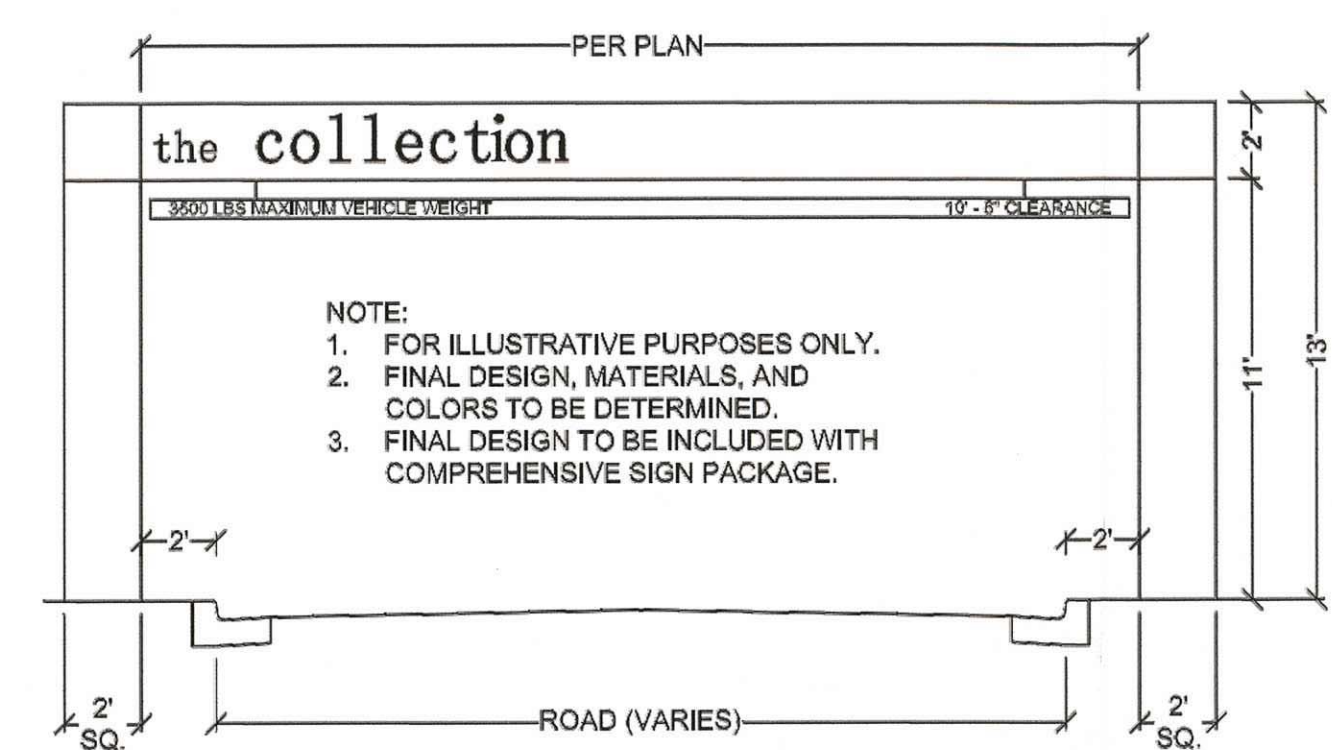 PER PLAN
the collection
2'
3500 LBS MAXIMUM VEHICLE WEIGHT
10' - 6" CLEARANCE
11'
13'
NOTE:
1. FOR ILLUSTRATIVE PURPOSES ONLY.
2. FINAL DESIGN, MATERIALS, AND
COLORS TO BE DETERMINED.
3. FINAL DESIGN TO BE INCLUDED WITH
COMPREHENSIVE SIGN PACKAGE.
2'
2'
2'
SQ.
ROAD (VARIES)
2'
SQ.